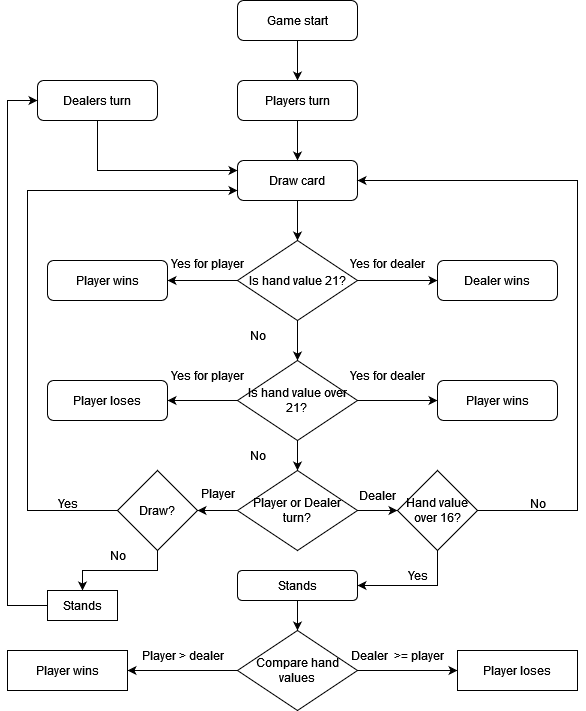 Game start
Dealers turn
Players turn
Draw card
Yes for player
Yes for dealer
Player wins
Is hand value 21?
Dealer wins
No
Yes for player
Yes for dealer
Player loses
Is hand value over
21?
Player wins
No
Yes
Draw?
Player
Player or Dealer
turn?
Dealer
Hand value
over 16?
No
No
Yes
Stands
Stands
Player > dealer
Dealer >= player
Player wins
Compare hand
values
Player loses